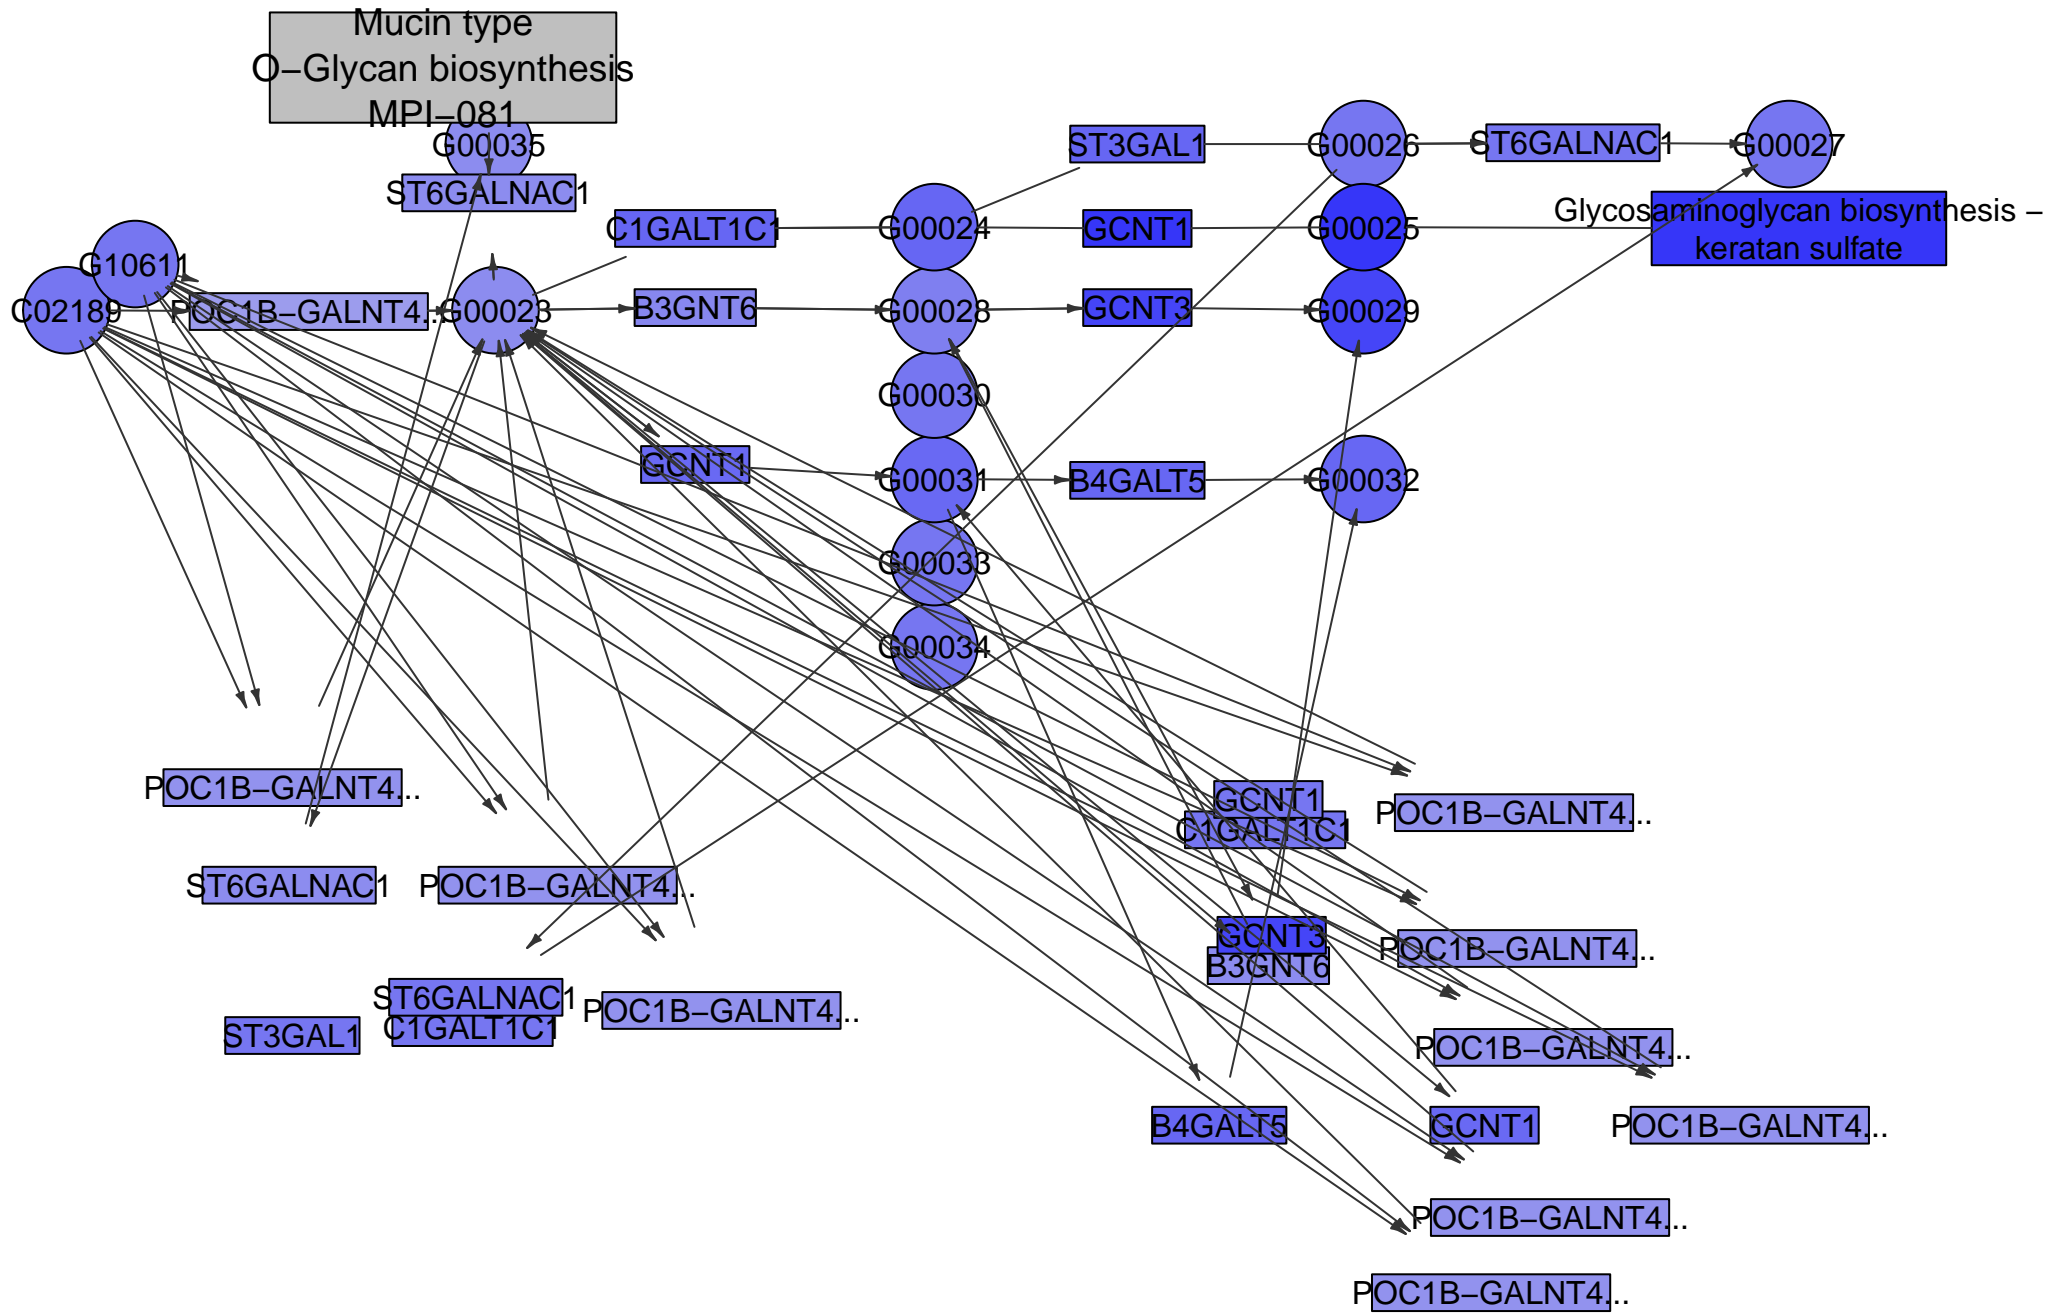 Mucin type
O−Glycan biosynthesis
MPI−081
G00035
ST3GAL1
G00026
ST6GALNAC1
G00027
ST6GALNAC1
Glycosaminoglycan biosynthesis −
keratan sulfate
C1GALT1C1
G00024
GCNT1
G00025
G10611
C02189
POC1B−GALNT4...
G00023
B3GNT6
G00028
GCNT3
G00029
G00030
GCNT1
G00031
B4GALT5
G00032
G00033
G00034
POC1B−GALNT4...
GCNT1
POC1B−GALNT4...
C1GALT1C1
ST6GALNAC1
POC1B−GALNT4...
GCNT3
POC1B−GALNT4...
B3GNT6
ST6GALNAC1
POC1B−GALNT4...
C1GALT1C1
ST3GAL1
POC1B−GALNT4...
B4GALT5
GCNT1
POC1B−GALNT4...
POC1B−GALNT4...
POC1B−GALNT4...